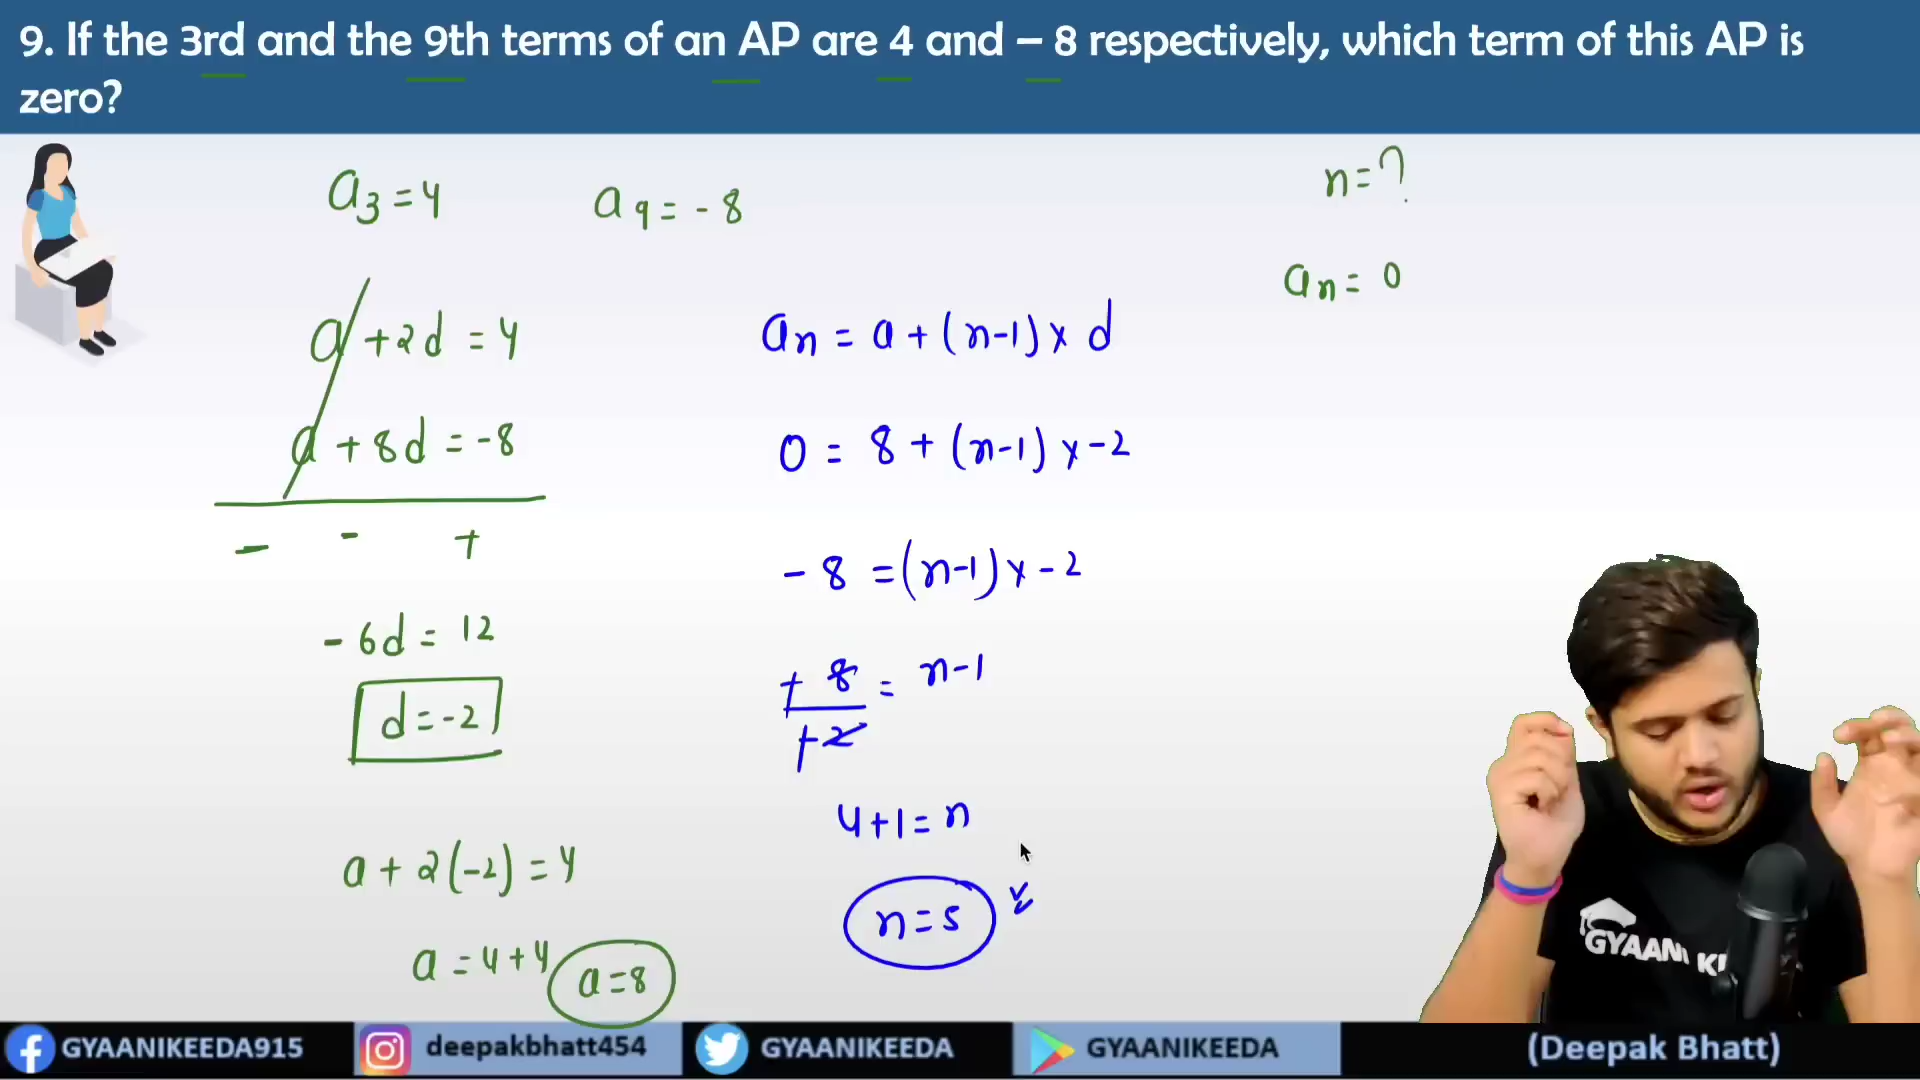 9. If the 3rd and the 9th terms of an AP are 4 and – 8 respectively, which term of this AP is
zero?
a3 = 4
a9 = -8
n = ?
an = 0
a + 2d = 4
a + 8d = -8
- - +
-6d = 12
d = -2
a + 2(-2) = 4
a = 4+4
a = 8
an = a + (n-1) x d
0 = 8 + (n-1) x -2
- 8 = (n-1) x -2
+ 8 = n-1
+2
4+1 = n
n = 5
GYAANI KE
GYAANIKEEDA915
deepakbhatt454
GYAANIKEEDA
GYAANIKEEDA
(Deepak Bhatt)